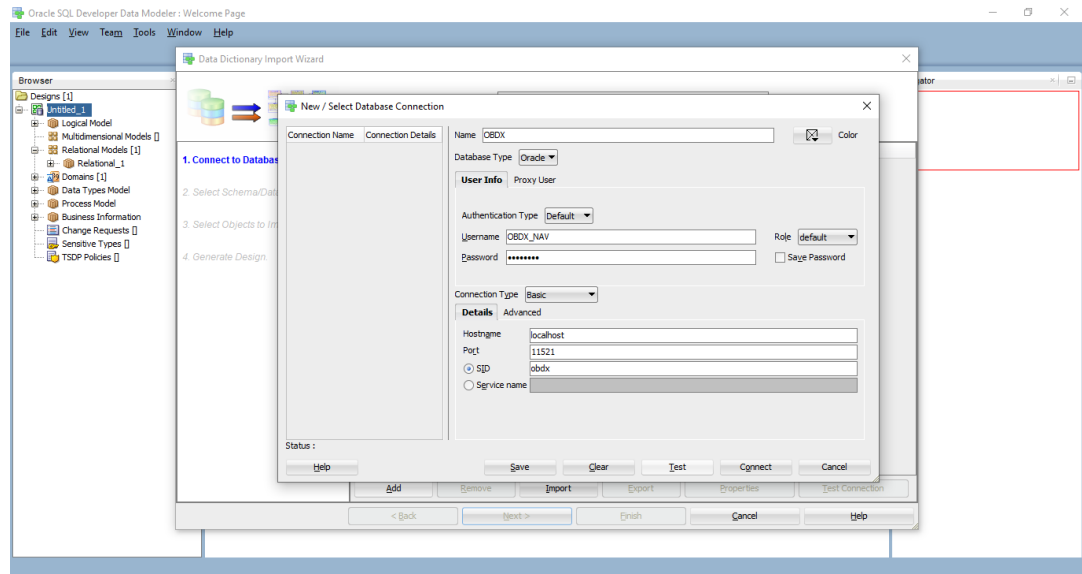 Oracle SQL Developer Data Modeler : Welcome Page
File Edit View Team Tools Window Help
Data Dictionary Import Wizard
Browser
Designs [1]
Untitled_1
Logical Model
Multidimensional Models []
Relational Models [1]
Relational_1
Domains [1]
Data Types Model
Process Model
Business Information
Change Requests []
Sensitive Types []
TSDP Policies []
1. Connect to Databas
2. Select Schema/Data
3. Select Objects to Im
4. Generate Design
New / Select Database Connection
Connection Name Connection Details
Name OBDX Color
Database Type Oracle
User Info Proxy User
Authentication Type Default
Username OBDX_NAV Role default
Password •••••••• Save Password
Connection Type Basic
Details Advanced
Hostname localhost
Port 11521
SID obdx
Service name
Status :
Help Save Clear Test Connect Cancel
Add Remove Import Export Properties Test Connection
< Back Next > Finish Cancel Help
ator